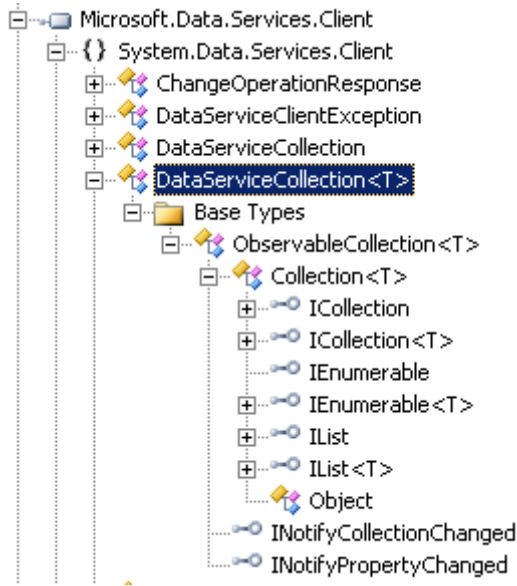 Microsoft.Data.Services.Client
{} System.Data.Services.Client
ChangeOperationResponse
DataServiceClientException
DataServiceCollection
DataServiceCollection<T>
Base Types
ObservableCollection<T>
Collection<T>
ICollection
ICollection<T>
IEnumerable
IEnumerable<T>
IList
IList<T>
Object
INotifyCollectionChanged
INotifyPropertyChanged